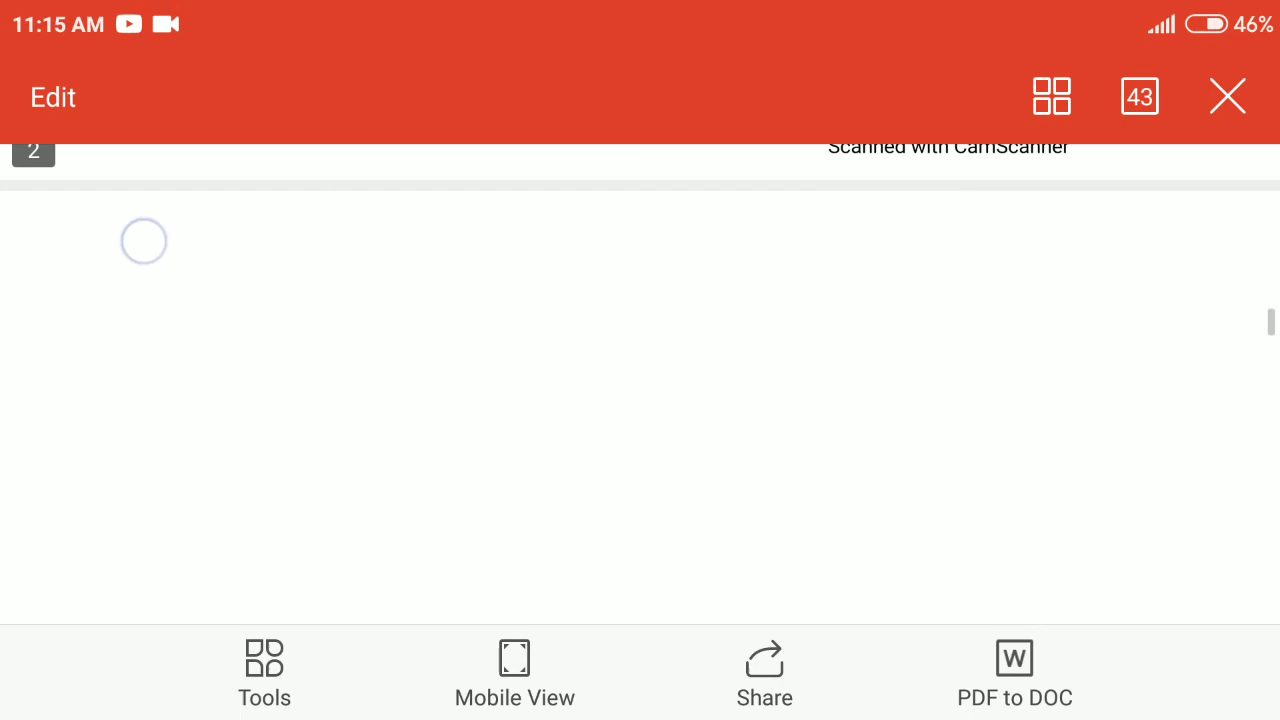 11:15 AM
46%
Edit
43
2
Scanned with CamScanner
Tools
Mobile View
Share
W
PDF to DOC